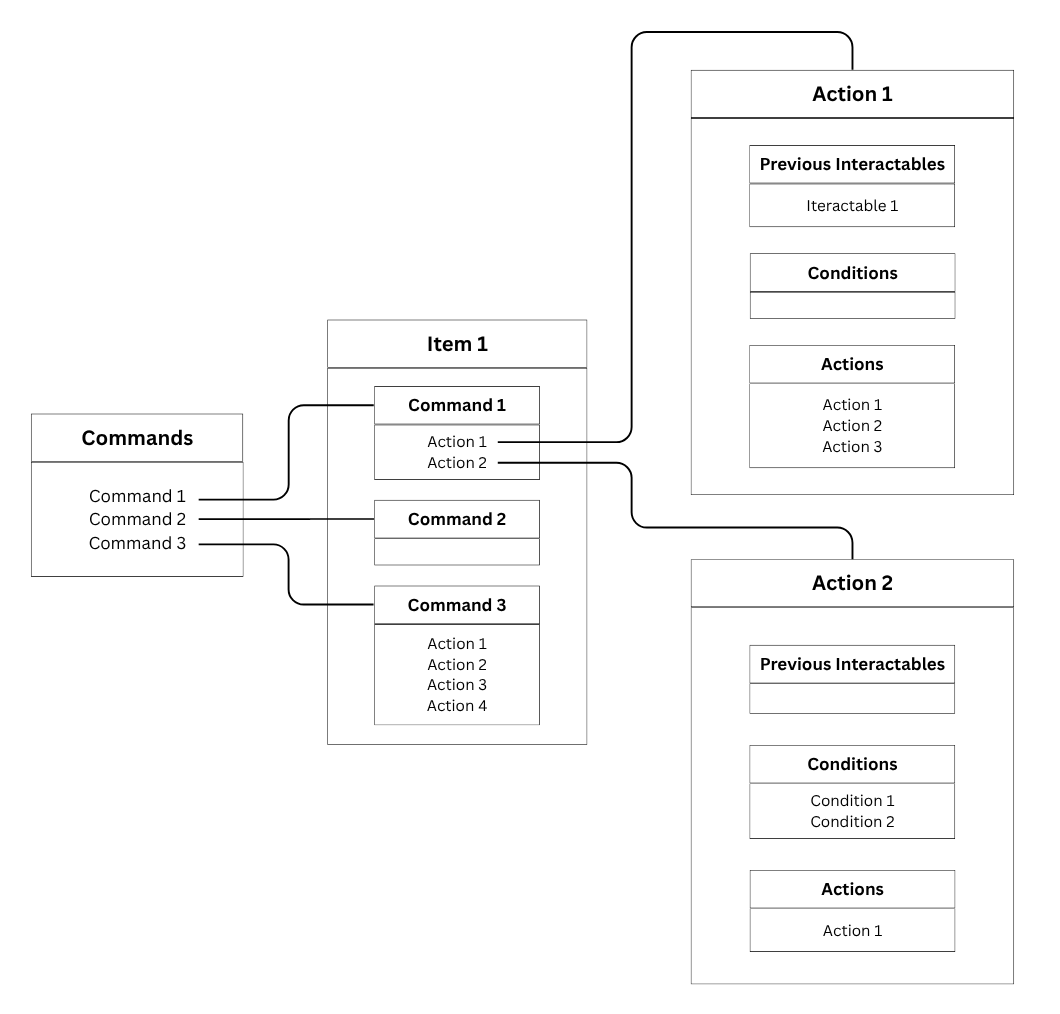 Commands
Command 1
Command 2
Command 3
Item 1
Command 1
Action 1
Action 2
Command 2
Command 3
Action 1
Action 2
Action 3
Action 4
Action 1
Previous Interactables
Iteractable 1
Conditions
Actions
Action 1
Action 2
Action 3
Action 2
Previous Interactables
Conditions
Condition 1
Condition 2
Actions
Action 1